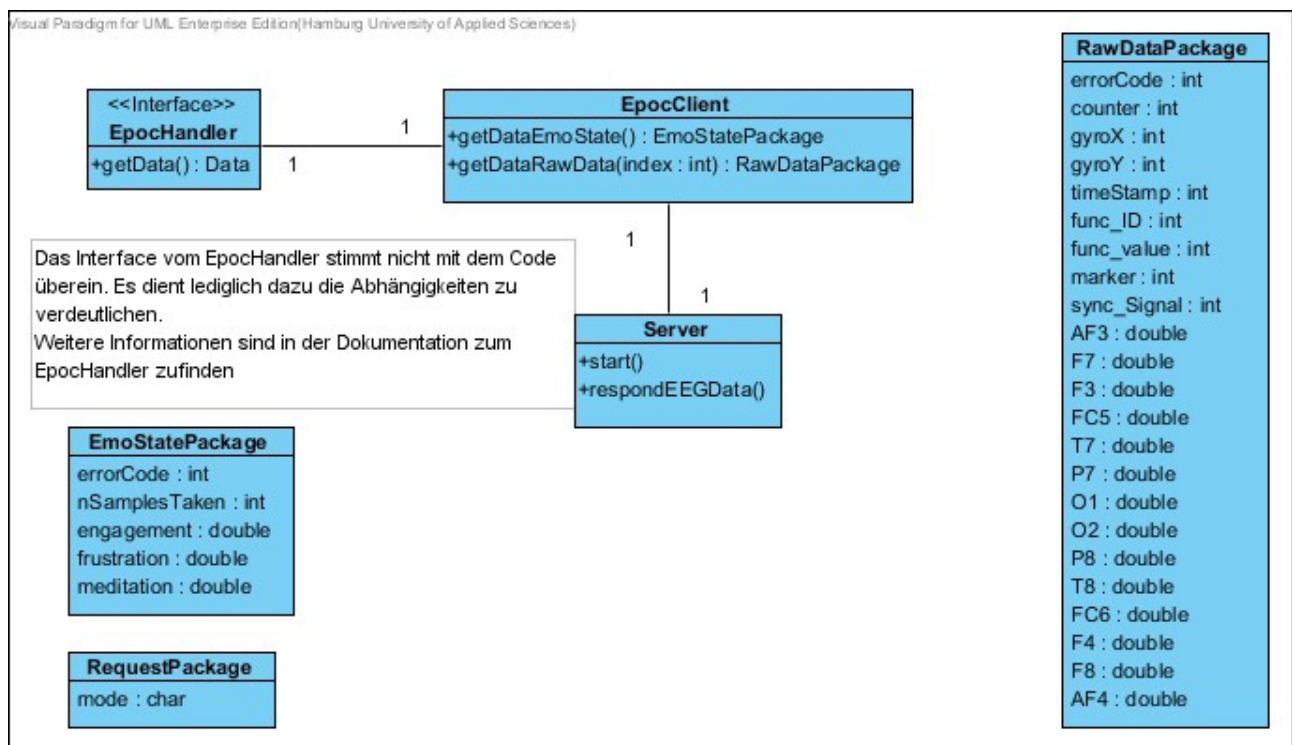 Visual Paradigm for UML Enterprise Edition(Hamburg University of Applied Sciences)
<<Interface>>
EpocHandler
+getData() : Data
1
1
EpocClient
+getDataEmoState() : EmoStatePackage
+getDataRawData(index : int) : RawDataPackage
1
1
Server
+start()
+respondEEGData()
Das Interface vom EpocHandler stimmt nicht mit dem Code
überein. Es dient lediglich dazu die Abhängigkeiten zu
verdeutlichen.
Weitere Informationen sind in der Dokumentation zum
EpocHandler zufinden
EmoStatePackage
errorCode : int
nSamplesTaken : int
engagement : double
frustration : double
meditation : double
RequestPackage
mode : char
RawDataPackage
errorCode : int
counter : int
gyroX : int
gyroY : int
timeStamp : int
func_ID : int
func_value : int
marker : int
sync_Signal : int
AF3 : double
F7 : double
F3 : double
FC5 : double
T7 : double
P7 : double
O1 : double
O2 : double
P8 : double
T8 : double
FC6 : double
F4 : double
F8 : double
AF4 : double